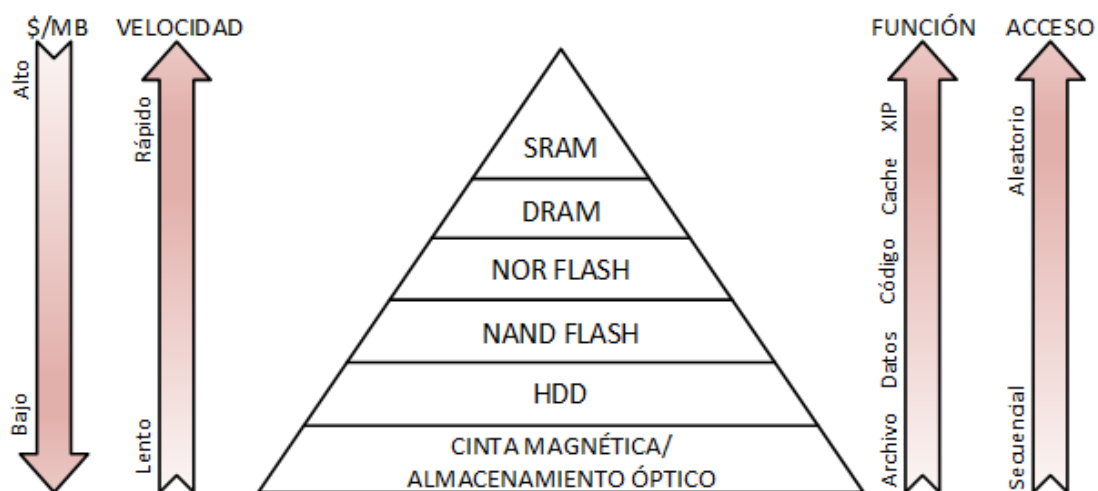 $/MB
VELOCIDAD
FUNCIÓN
ACCESO
Alto
Bajo
Rápido
Lento
SRAM
DRAM
NOR FLASH
NAND FLASH
HDD
CINTA MAGNÉTICA/
ALMACENAMIENTO ÓPTICO
XIP
Cache
Código
Datos
Archivo
Aleatorio
Secuendal